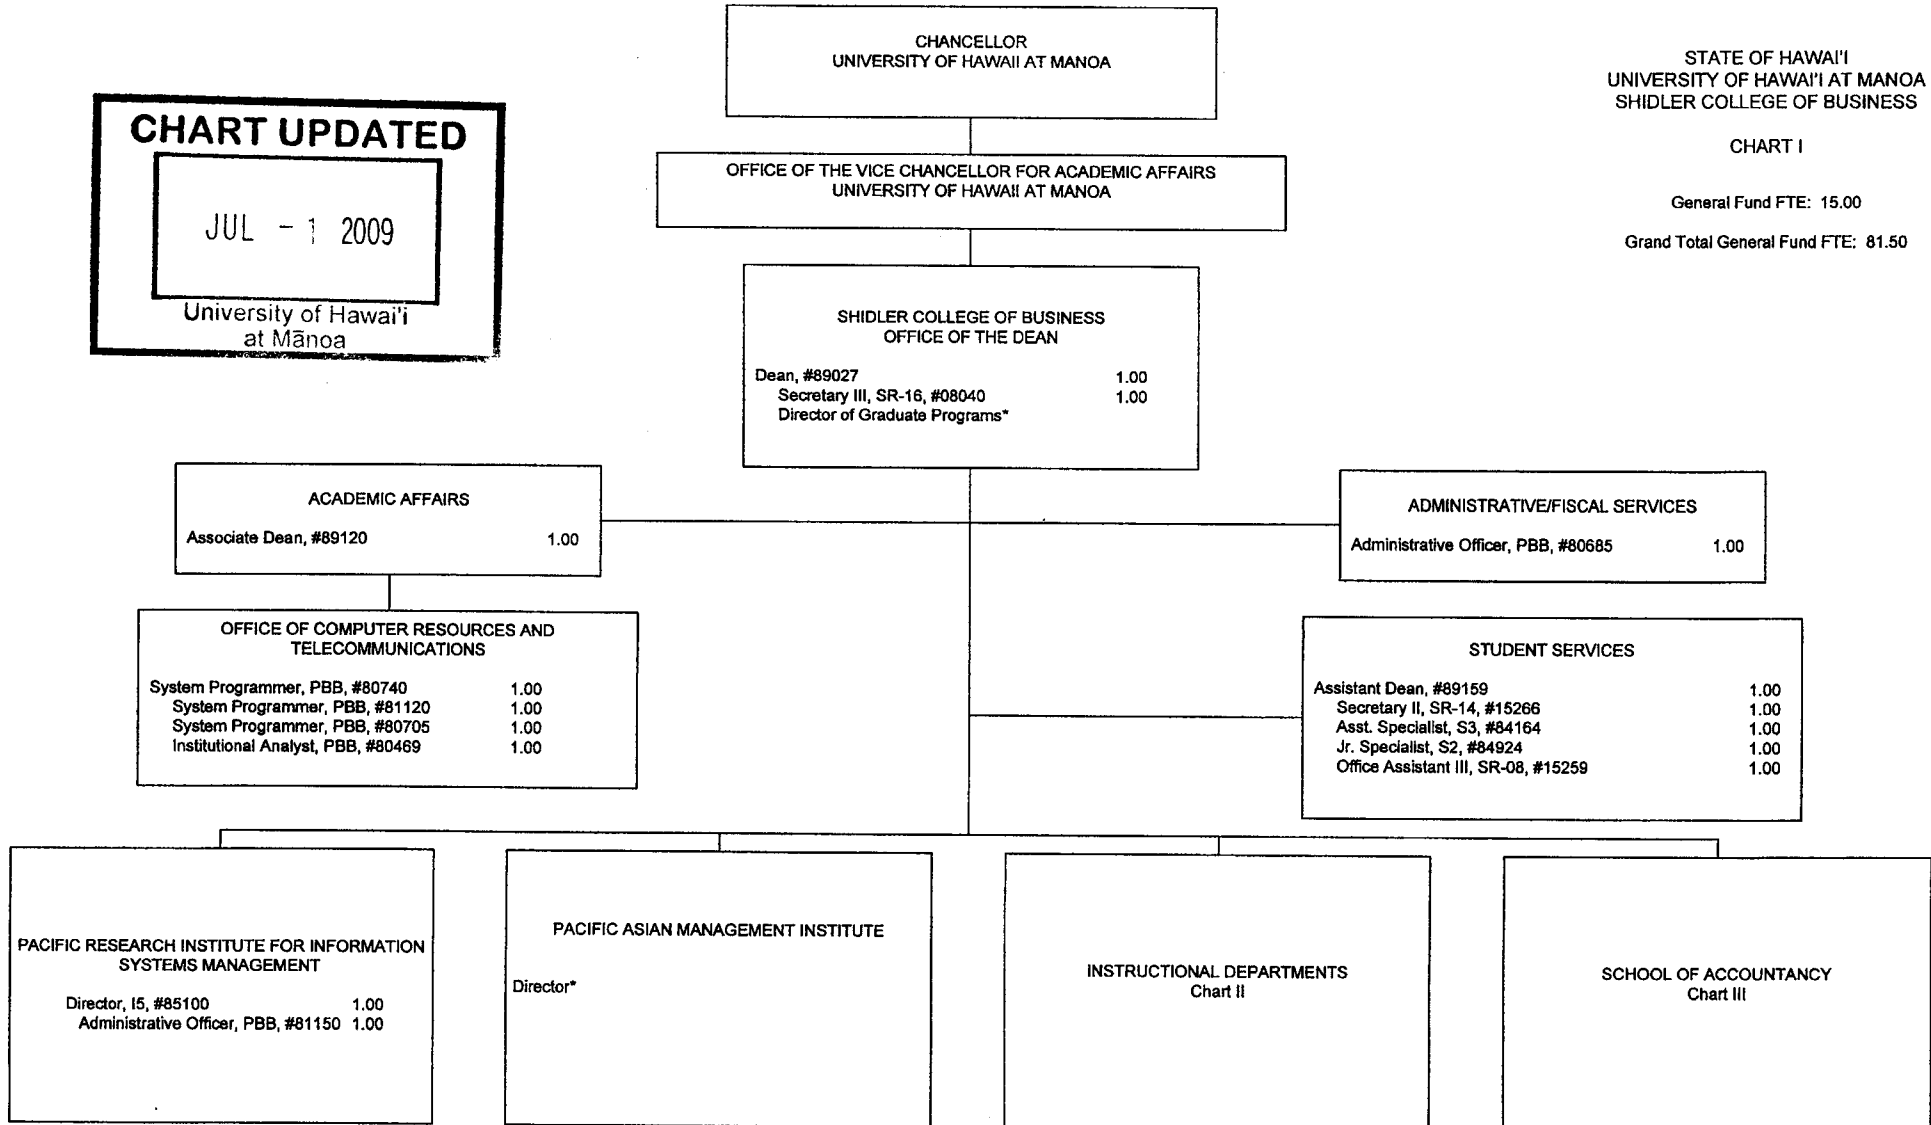 CHANCELLOR
UNIVERSITY OF HAWAII AT MANOA
STATE OF HAWAI'I
UNIVERSITY OF HAWAI'I AT MANOA
SHIDLER COLLEGE OF BUSINESS
CHART I
General Fund FTE: 15.00
Grand Total General Fund FTE: 81.50
CHART UPDATED
JUL - 1 2009
University of Hawai'i
at Mānoa
OFFICE OF THE VICE CHANCELLOR FOR ACADEMIC AFFAIRS
UNIVERSITY OF HAWAII AT MANOA
SHIDLER COLLEGE OF BUSINESS
OFFICE OF THE DEAN
Dean, #89027 1.00
Secretary III, SR-16, #08040 1.00
Director of Graduate Programs*
ACADEMIC AFFAIRS
Associate Dean, #89120 1.00
ADMINISTRATIVE/FISCAL SERVICES
Administrative Officer, PBB, #80685 1.00
OFFICE OF COMPUTER RESOURCES AND
TELECOMMUNICATIONS
System Programmer, PBB, #80740 1.00
System Programmer, PBB, #81120 1.00
System Programmer, PBB, #80705 1.00
Institutional Analyst, PBB, #80469 1.00
STUDENT SERVICES
Assistant Dean, #89159 1.00
Secretary II, SR-14, #15266 1.00
Asst. Specialist, S3, #84164 1.00
Jr. Specialist, S2, #84924 1.00
Office Assistant III, SR-08, #15259 1.00
PACIFIC RESEARCH INSTITUTE FOR INFORMATION
SYSTEMS MANAGEMENT
Director, I5, #85100 1.00
Administrative Officer, PBB, #81150 1.00
PACIFIC ASIAN MANAGEMENT INSTITUTE
Director*
INSTRUCTIONAL DEPARTMENTS
Chart II
SCHOOL OF ACCOUNTANCY
Chart III